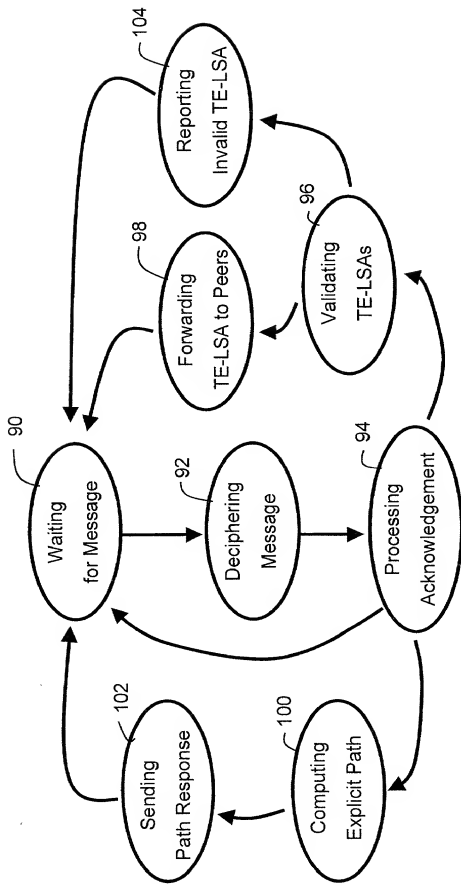 90
Waiting
for Message
92
Deciphering
Message
94
Processing
Acknowledgement
96
Validating
TE-LSAs
98
Forwarding
TE-LSA to Peers
104
Reporting
Invalid TE-LSA
100
Computing
Explicit Path
102
Sending
Path Response